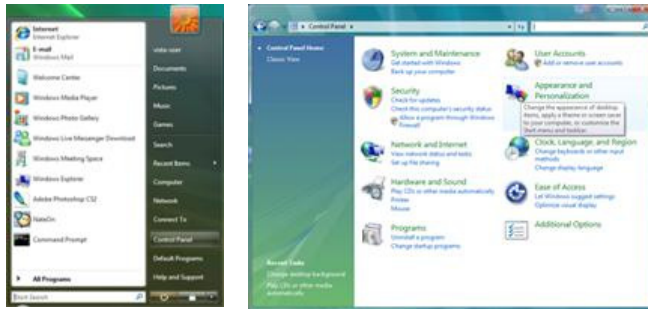 Internet
Internet Explorer
E-mail
Windows Mail
Welcome Center
Windows Media Player
Windows Photo Gallery
Windows Live Messenger Download
Windows Meeting Space
Windows Explorer
Adobe Photoshop CS2
NateOn
Command Prompt
All Programs
Start Search
vista user
Documents
Pictures
Music
Games
Search
Recent Items
Computer
Network
Connect To
Control Panel
Default Programs
Help and Support
Control Panel
Control Panel Home
Classic View
System and Maintenance
Get started with Windows
Back up your computer
Security
Check for updates
Check this computer's security status
Allow a program through Windows
Firewall
Network and Internet
View network status and tasks
Set up file sharing
Hardware and Sound
Play CDs or other media automatically
Printer
Mouse
Programs
Uninstall a program
Change startup programs
User Accounts
Add or remove user accounts
Appearance and
Personalization
Change the appearance of desktop
items, apply a theme or screen saver
to your computer, or customize the
Start menu and taskbar.
Clock, Language, and Region
Change keyboards or other input
methods
Change display language
Ease of Access
Let Windows suggest settings
Optimize visual display
Additional Options
Recent Tasks
Change desktop background
Play CDs or other media
automatically